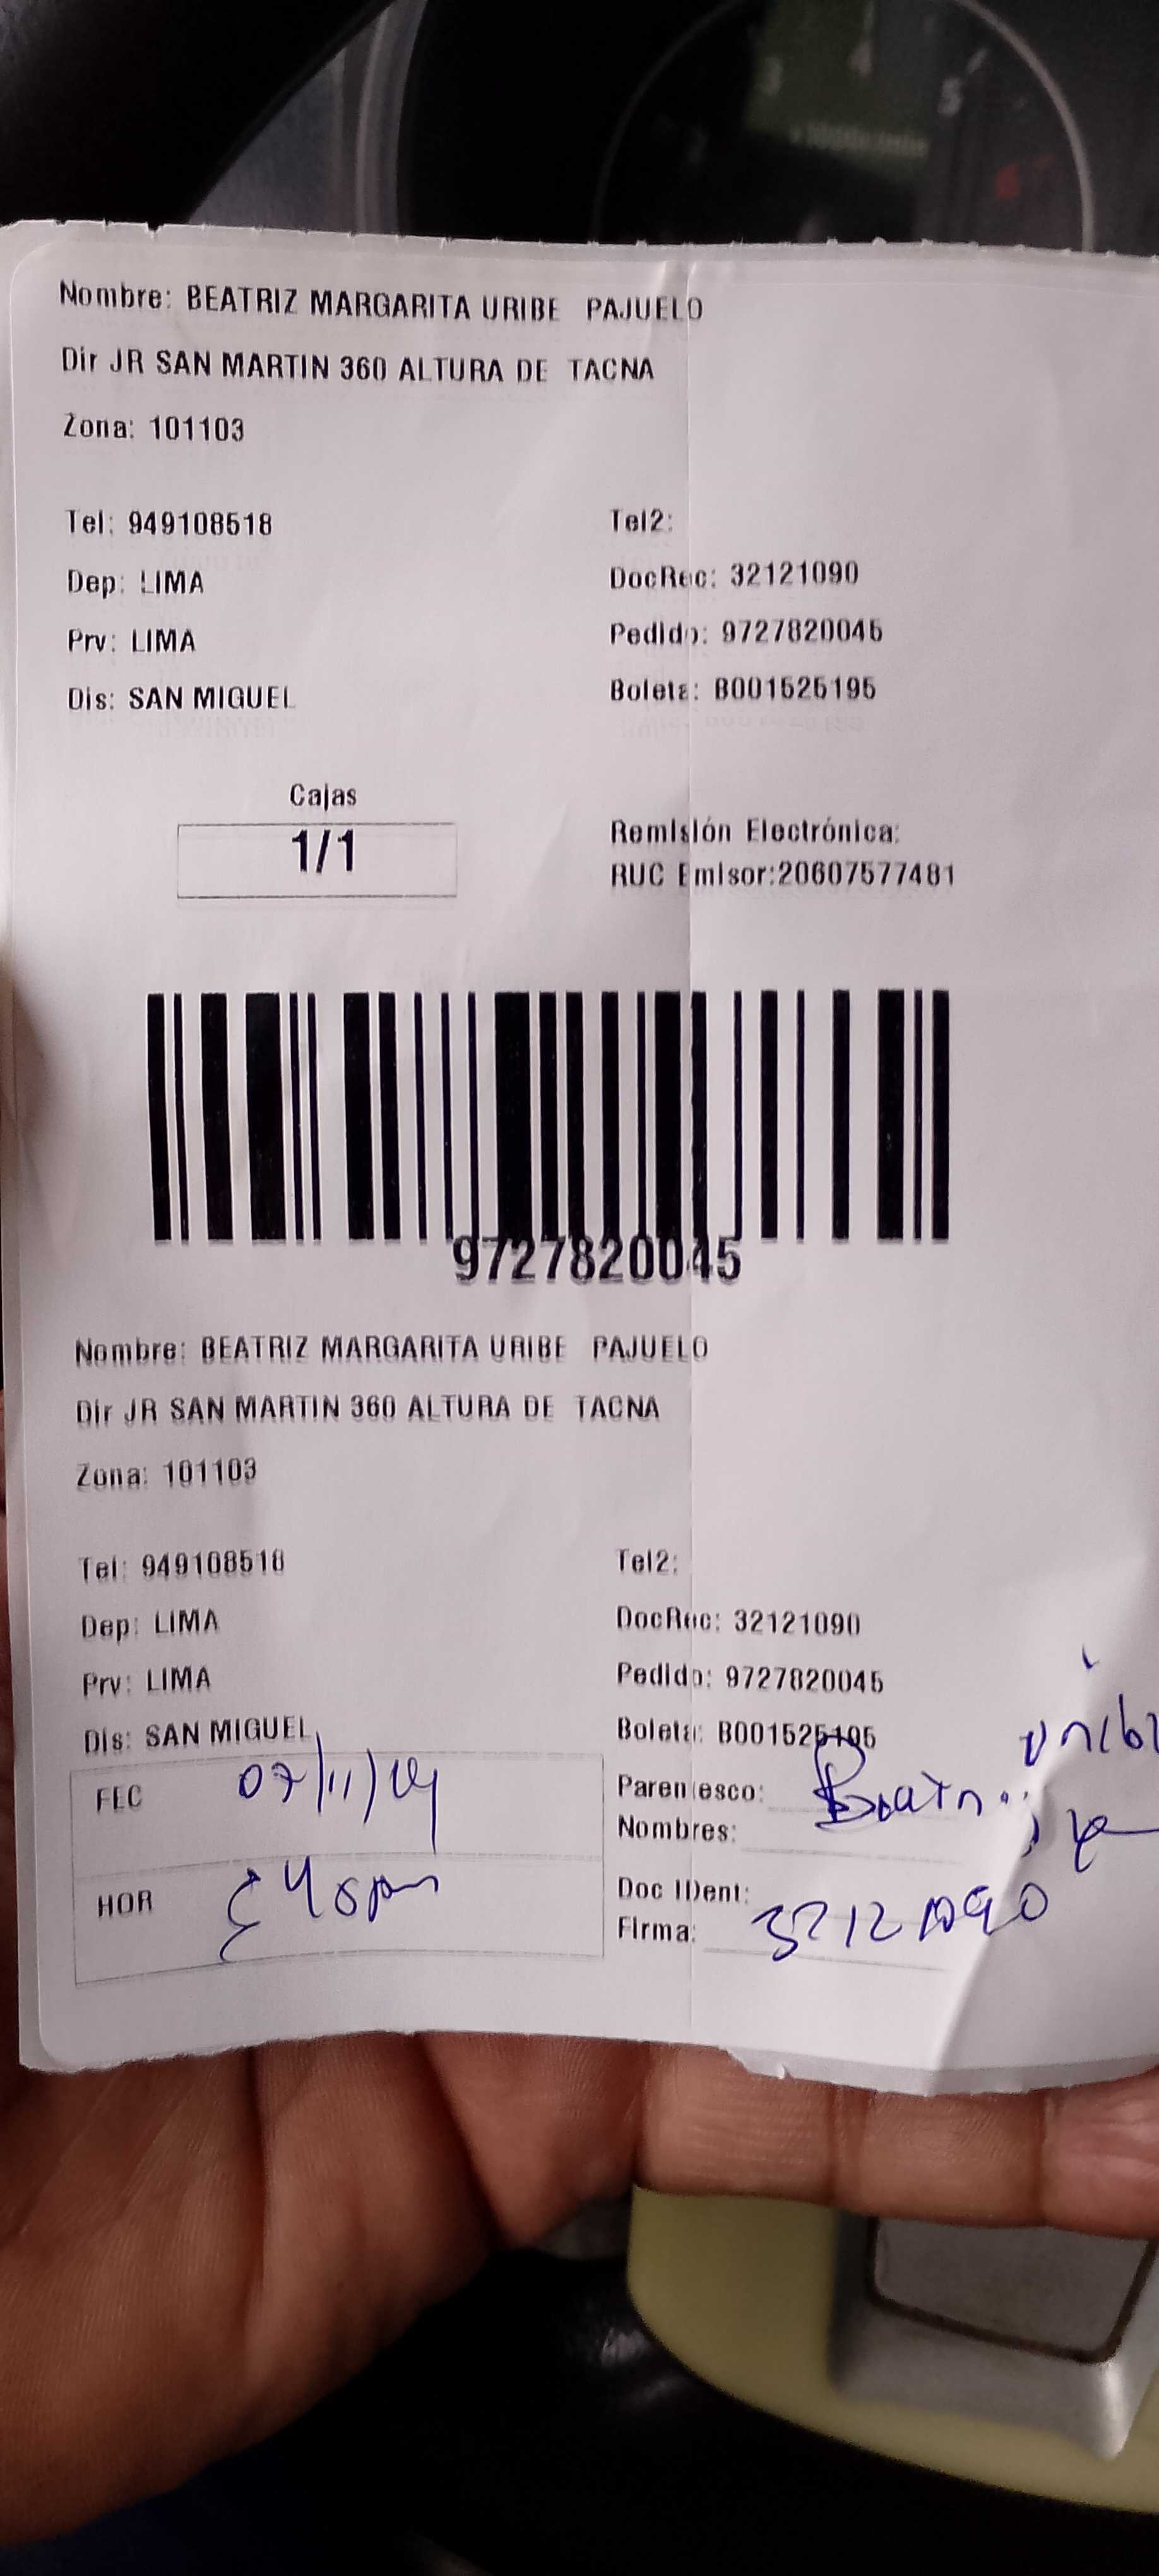 Nombre: BEATRIZ MARGARITA URIBE PAJUELO
Dir JR SAN MARTIN 360 ALTURA DE TACNA
Zona: 101103
Tel: 949108518 Tel2:
Dep: LIMA DocRec: 32121090
Prv: LIMA Pedido: 9727820045
Dis: SAN MIGUEL Boleta: B001525195
Cajas
1/1
Remisión Electrónica:
RUC Emisor:20607577481
9727820045
Nombre: BEATRIZ MARGARITA URIBE PAJUELO
Dir JR SAN MARTIN 360 ALTURA DE TACNA
Zona: 101103
Tel: 949108518 Tel2:
Dep: LIMA DocRec: 32121090
Prv: LIMA Pedido: 9727820045
Dis: SAN MIGUEL Boleta: B001525195
FEC 07/11/24 Parentesco:
Nombres:
HOR Doc IDent:
Firma: 32121090